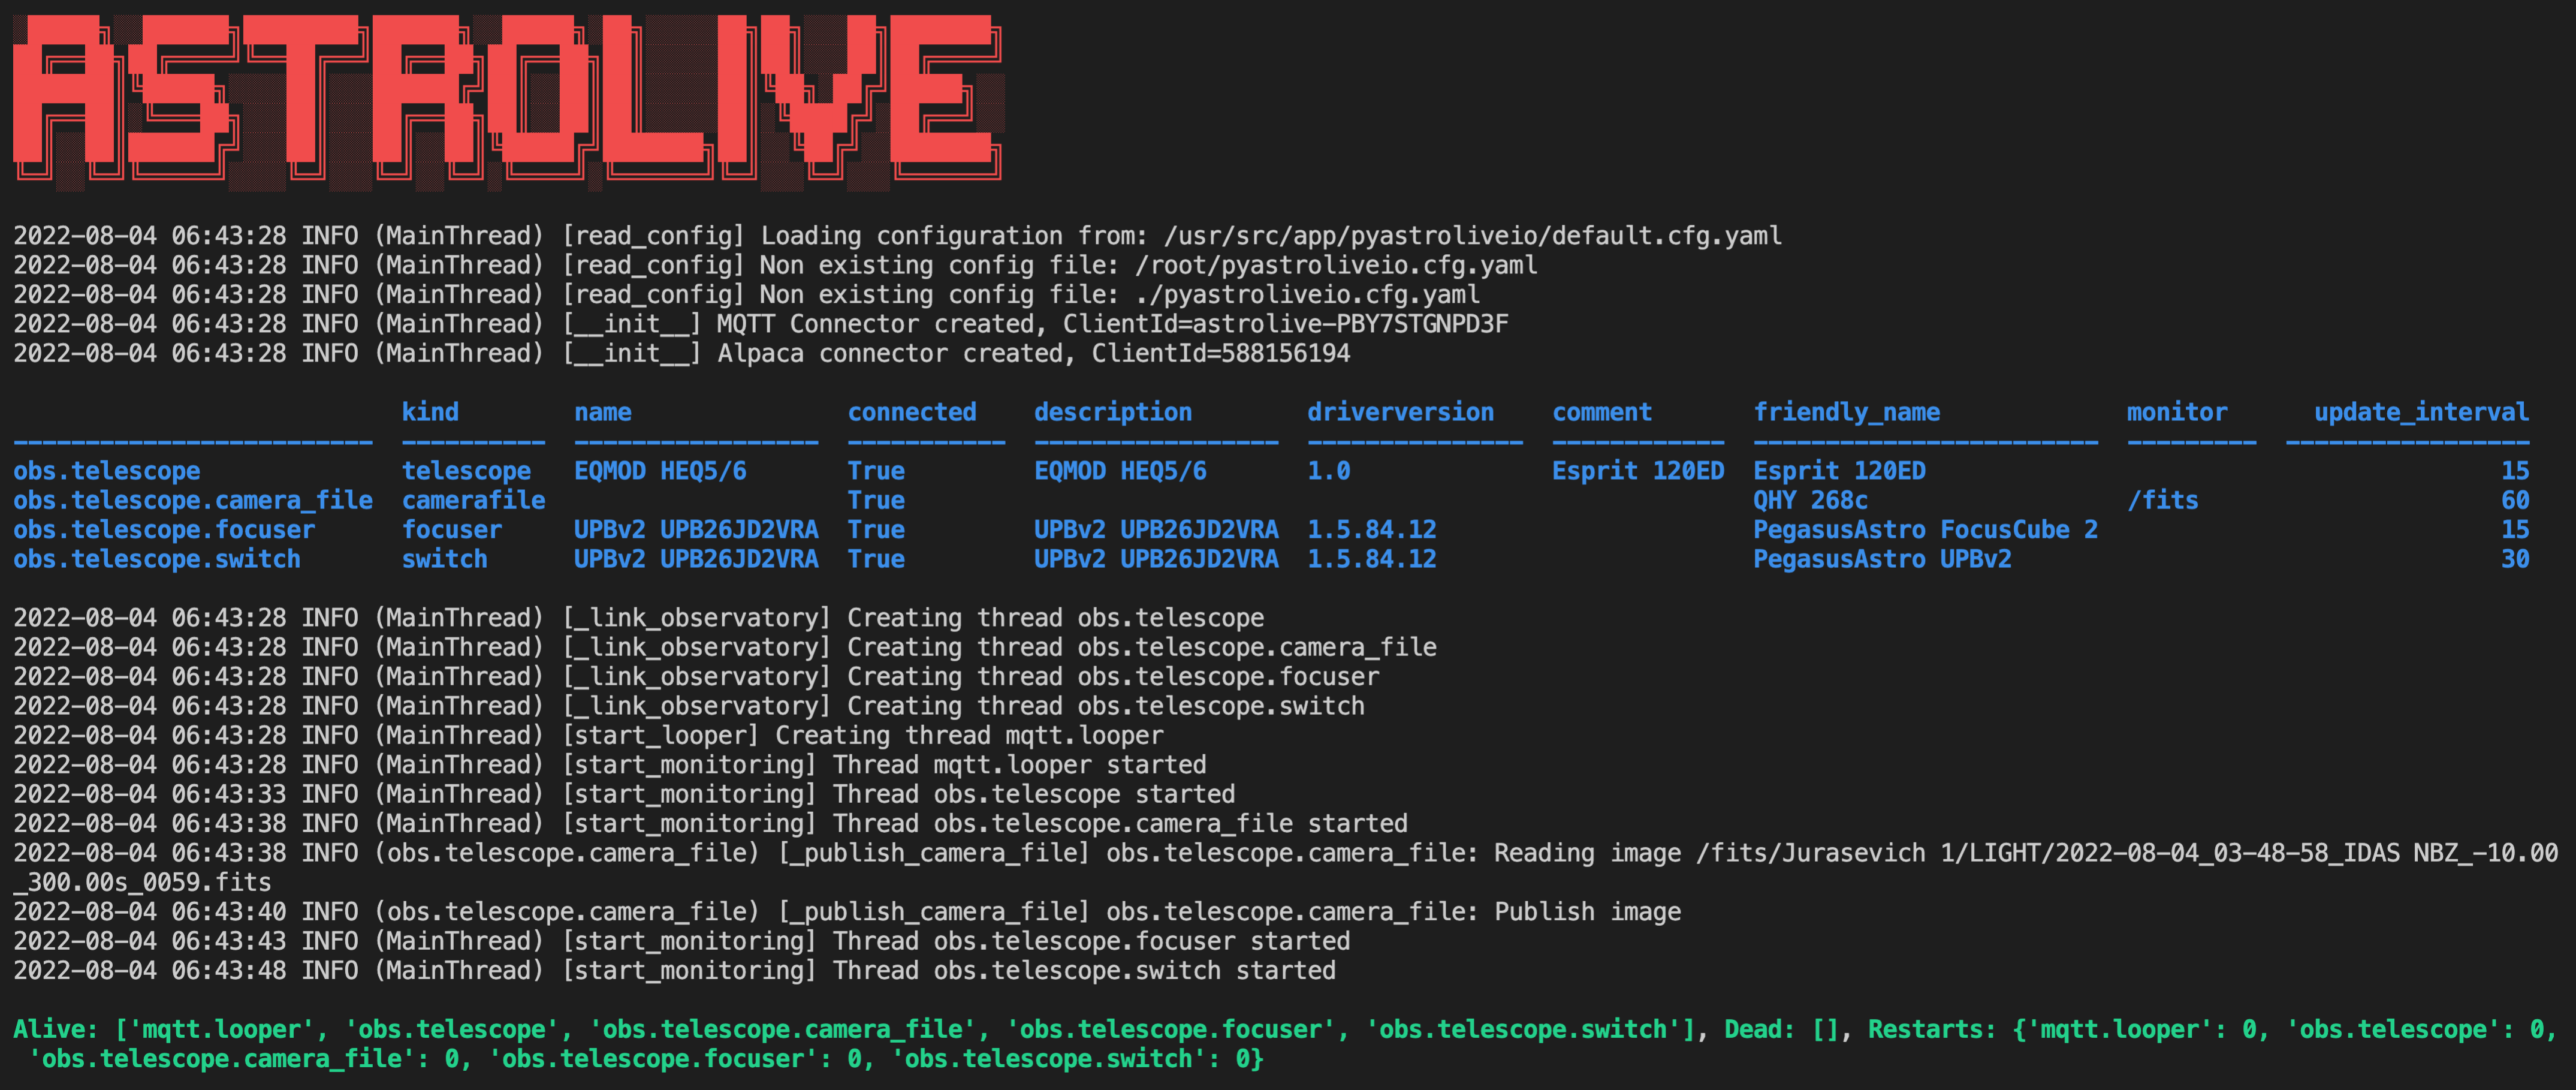 ASTROLIVE
2022-08-04 06:43:28 INFO (MainThread) [read_config] Loading configuration from: /usr/src/app/pyastroliveio/default.cfg.yaml
2022-08-04 06:43:28 INFO (MainThread) [read_config] Non existing config file: /root/pyastroliveio.cfg.yaml
2022-08-04 06:43:28 INFO (MainThread) [read_config] Non existing config file: ./pyastroliveio.cfg.yaml
2022-08-04 06:43:28 INFO (MainThread) [__init__] MQTT Connector created, ClientId=astrolive-PBY7STGNPD3F
2022-08-04 06:43:28 INFO (MainThread) [__init__] Alpaca connector created, ClientId=588156194
kind name connected description driverversion comment friendly_name monitor update_interval
------------------------- ---------- ----------------- ----------- ----------------- --------------- ------------ ------------------------ --------- -----------------
obs.telescope telescope EQMOD HEQ5/6 True EQMOD HEQ5/6 1.0 Esprit 120ED Esprit 120ED 15
obs.telescope.camera_file camerafile True QHY 268c /fits 60
obs.telescope.focuser focuser UPBv2 UPB26JD2VRA True UPBv2 UPB26JD2VRA 1.5.84.12 PegasusAstro FocusCube 2 15
obs.telescope.switch switch UPBv2 UPB26JD2VRA True UPBv2 UPB26JD2VRA 1.5.84.12 PegasusAstro UPBv2 30
2022-08-04 06:43:28 INFO (MainThread) [_link_observatory] Creating thread obs.telescope
2022-08-04 06:43:28 INFO (MainThread) [_link_observatory] Creating thread obs.telescope.camera_file
2022-08-04 06:43:28 INFO (MainThread) [_link_observatory] Creating thread obs.telescope.focuser
2022-08-04 06:43:28 INFO (MainThread) [_link_observatory] Creating thread obs.telescope.switch
2022-08-04 06:43:28 INFO (MainThread) [start_looper] Creating thread mqtt.looper
2022-08-04 06:43:28 INFO (MainThread) [start_monitoring] Thread mqtt.looper started
2022-08-04 06:43:33 INFO (MainThread) [start_monitoring] Thread obs.telescope started
2022-08-04 06:43:38 INFO (MainThread) [start_monitoring] Thread obs.telescope.camera_file started
2022-08-04 06:43:38 INFO (obs.telescope.camera_file) [_publish_camera_file] obs.telescope.camera_file: Reading image /fits/Jurasevich 1/LIGHT/2022-08-04_03-48-58_IDAS NBZ_-10.00
_300.00s_0059.fits
2022-08-04 06:43:40 INFO (obs.telescope.camera_file) [_publish_camera_file] obs.telescope.camera_file: Publish image
2022-08-04 06:43:43 INFO (MainThread) [start_monitoring] Thread obs.telescope.focuser started
2022-08-04 06:43:48 INFO (MainThread) [start_monitoring] Thread obs.telescope.switch started
Alive: ['mqtt.looper', 'obs.telescope', 'obs.telescope.camera_file', 'obs.telescope.focuser', 'obs.telescope.switch'], Dead: [], Restarts: {'mqtt.looper': 0, 'obs.telescope': 0,
'obs.telescope.camera_file': 0, 'obs.telescope.focuser': 0, 'obs.telescope.switch': 0}